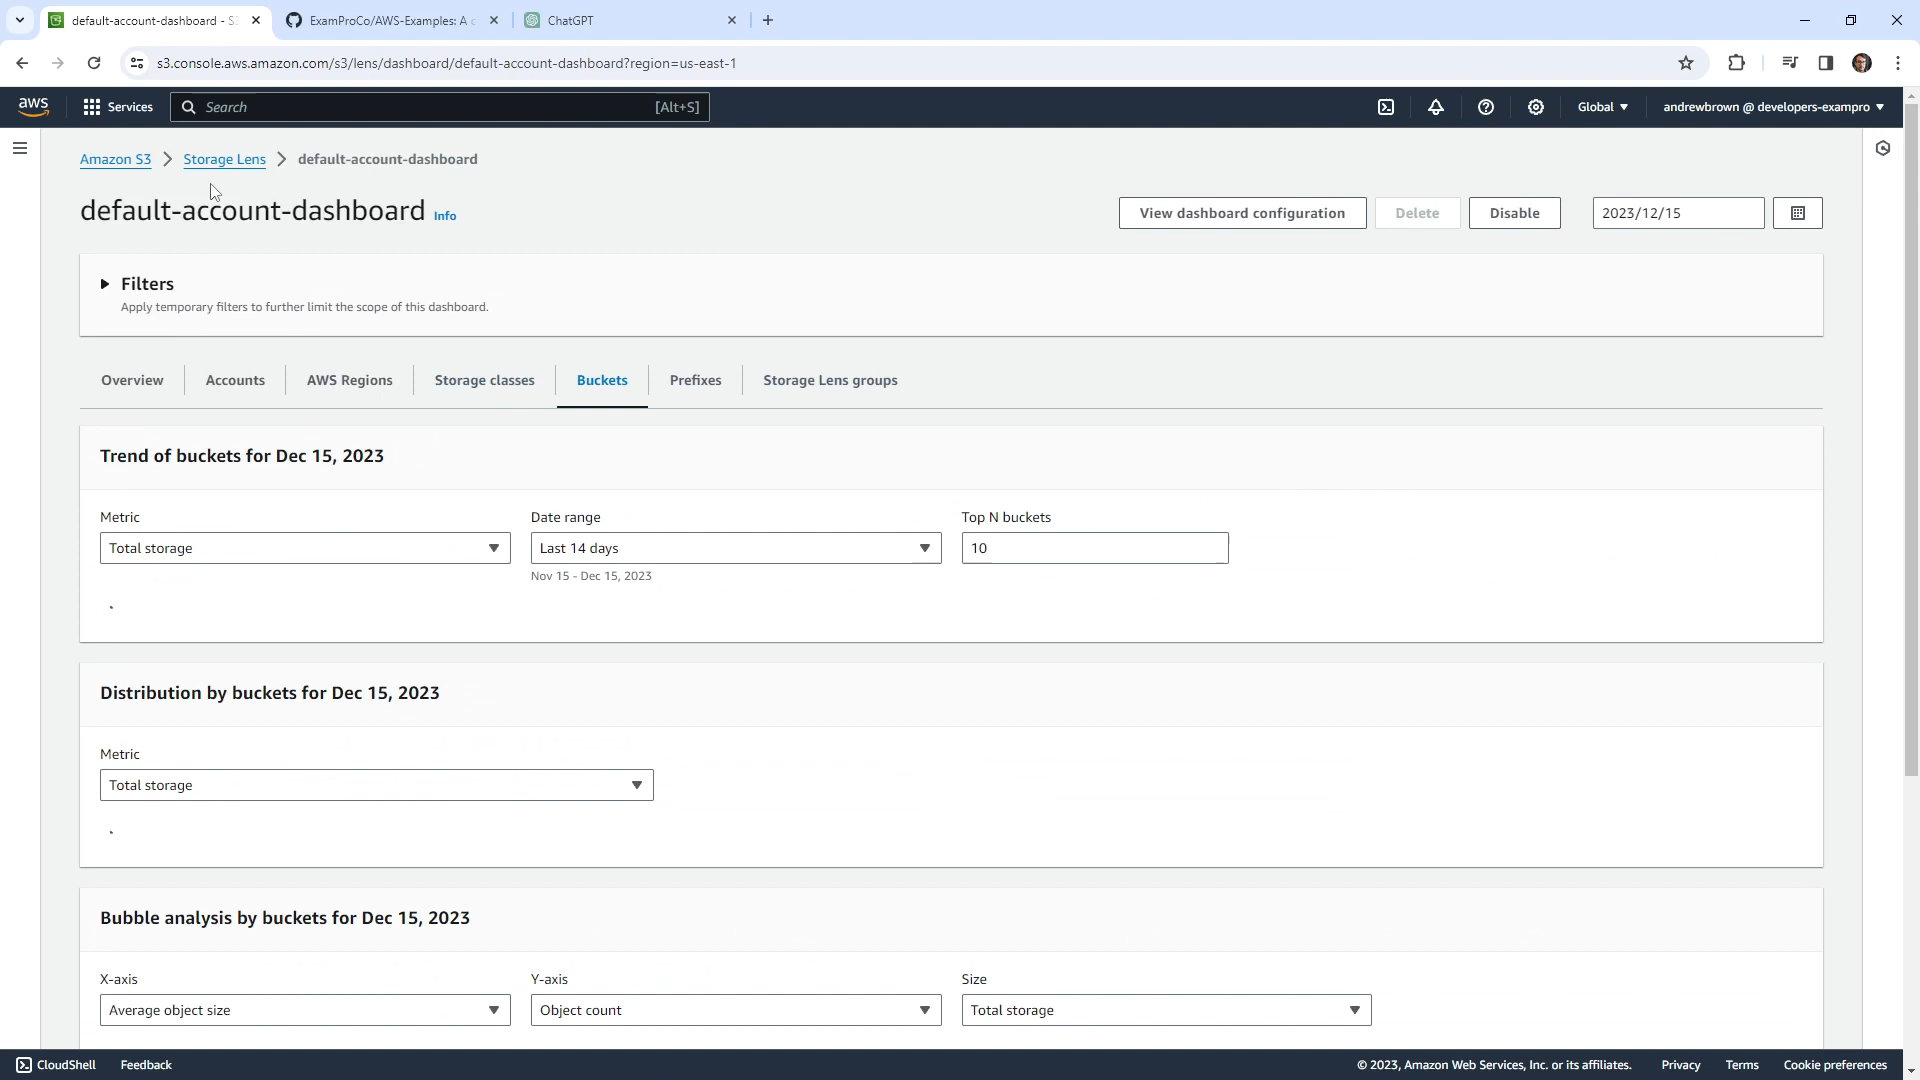 default-account-dashboard - S
ExamProCo/AWS-Examples: A c
ChatGPT
s3.console.aws.amazon.com/s3/lens/dashboard/default-account-dashboard?region=us-east-1
aws
Services
Search
[Alt+S]
Global
andrewbrown @ developers-exampro
Amazon S3 > Storage Lens > default-account-dashboard
default-account-dashboard Info
View dashboard configuration
Delete
Disable
2023/12/15
Filters
Apply temporary filters to further limit the scope of this dashboard.
Overview
Accounts
AWS Regions
Storage classes
Buckets
Prefixes
Storage Lens groups
Trend of buckets for Dec 15, 2023
Metric
Date range
Top N buckets
Total storage
Last 14 days
10
Nov 15 - Dec 15, 2023
Distribution by buckets for Dec 15, 2023
Metric
Total storage
Bubble analysis by buckets for Dec 15, 2023
X-axis
Y-axis
Size
Average object size
Object count
Total storage
CloudShell
Feedback
© 2023, Amazon Web Services, Inc. or its affiliates.
Privacy
Terms
Cookie preferences